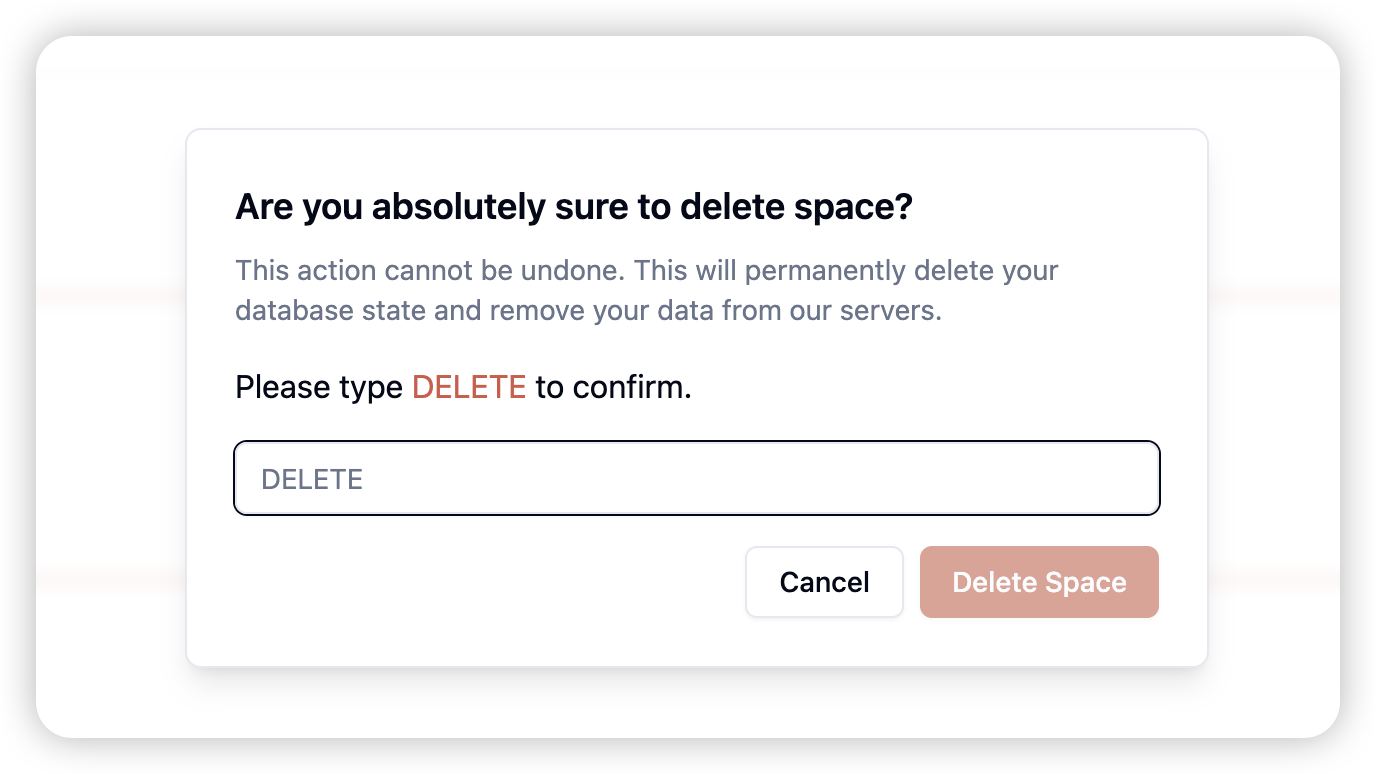 Are you absolutely sure to delete space?
This action cannot be undone. This will permanently delete your
database state and remove your data from our servers.
Please type DELETE to confirm.
DELETE
Cancel Delete Space